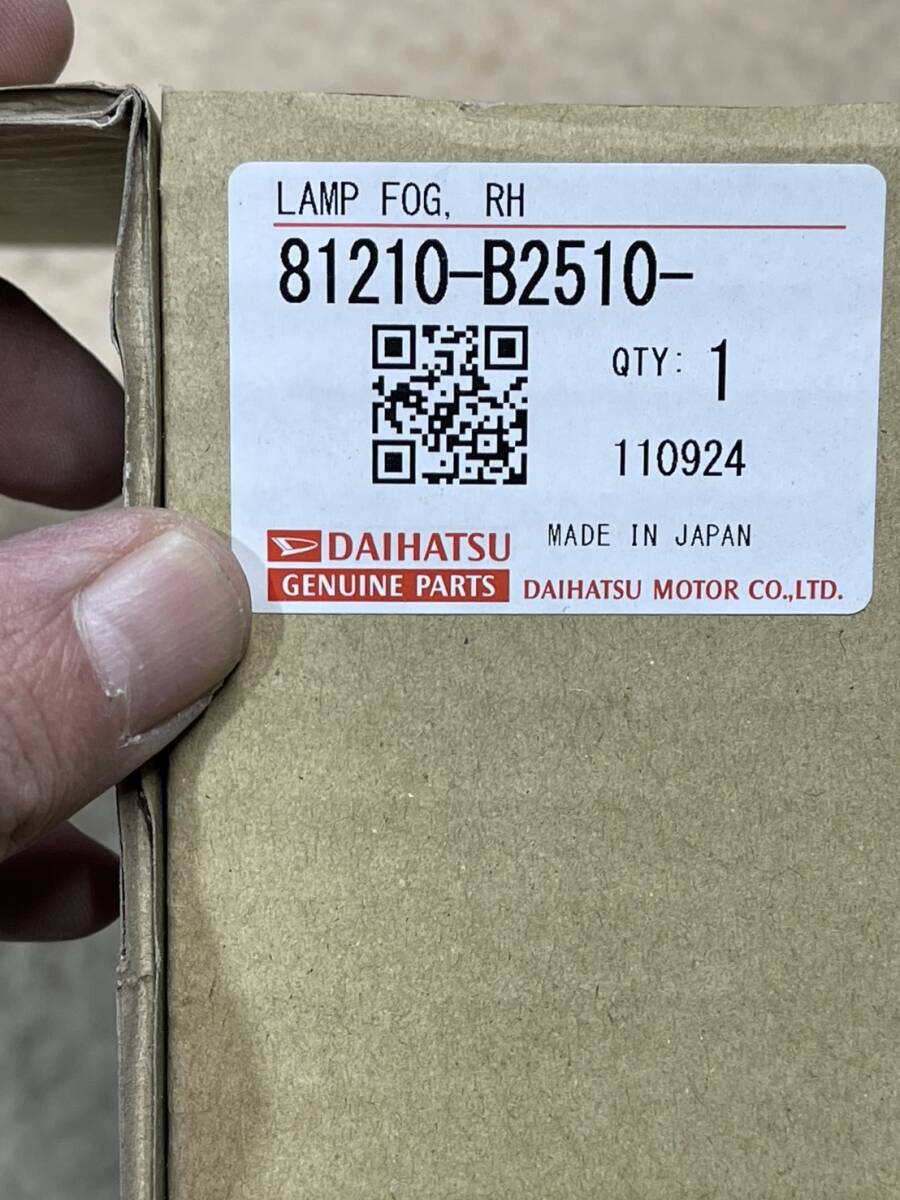 LAMP FOG, RH
81210-B2510-
QTY: 1
110924
DAIHATSU
GENUINE PARTS
MADE IN JAPAN
DAIHATSU MOTOR CO.,LTD.